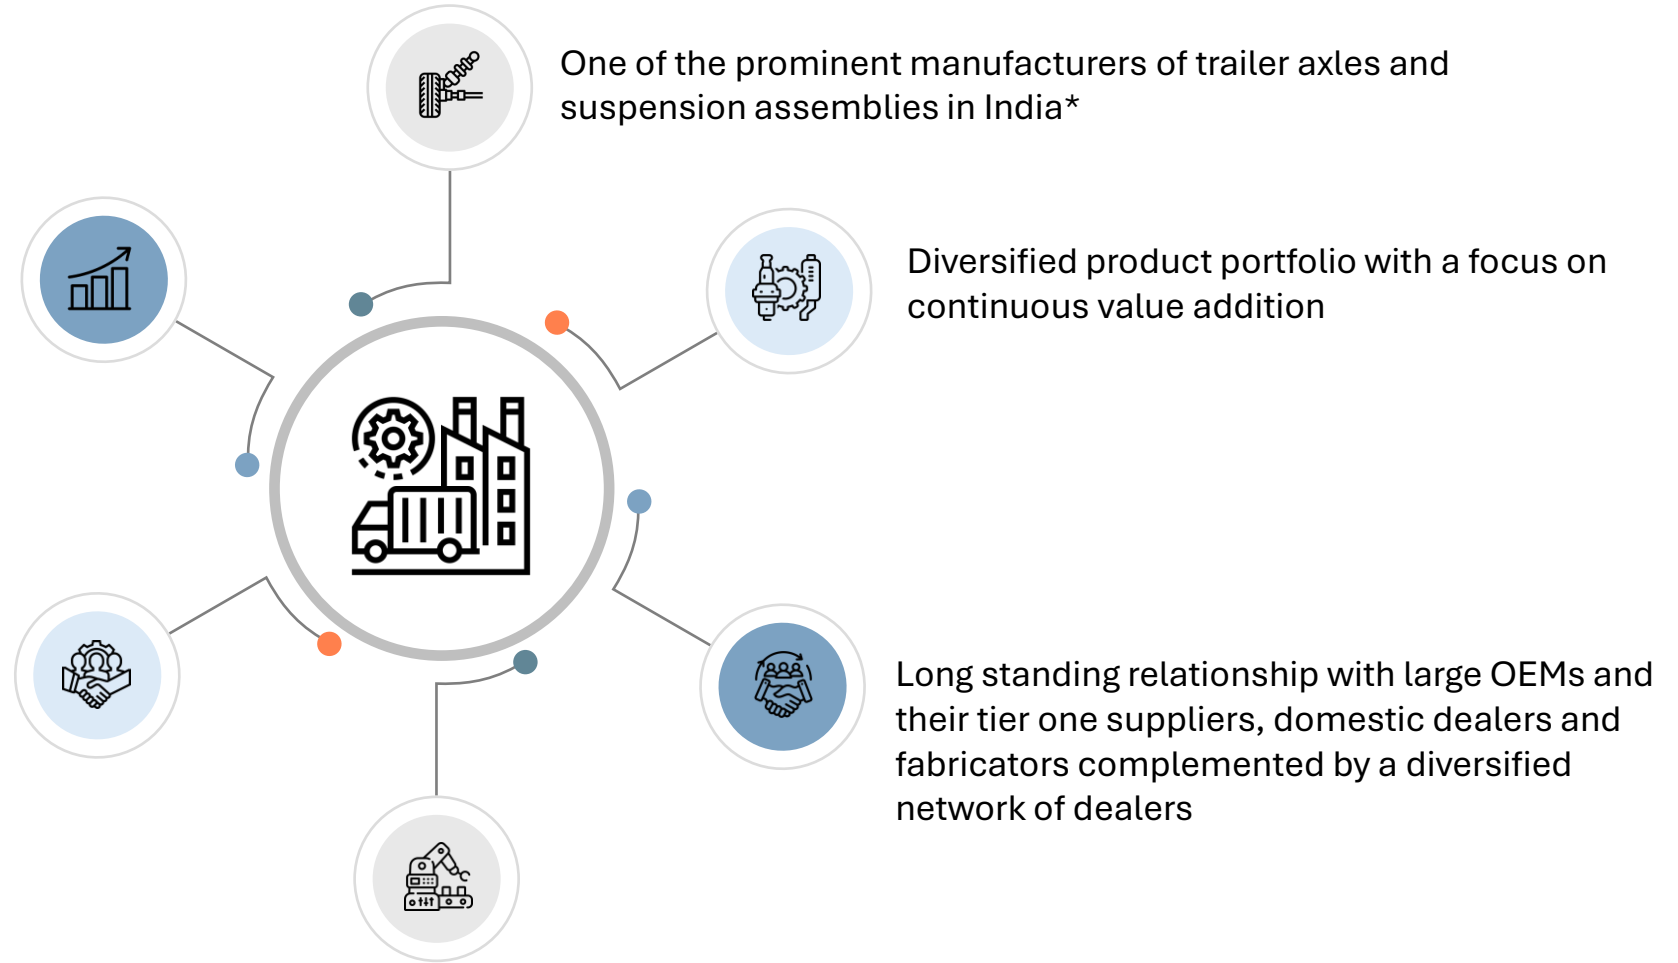 One of the prominent manufacturers of trailer axles and
suspension assemblies in India*
Diversified product portfolio with a focus on
continuous value addition
Long standing relationship with large OEMs and
their tier one suppliers, domestic dealers and
fabricators complemented by a diversified
network of dealers